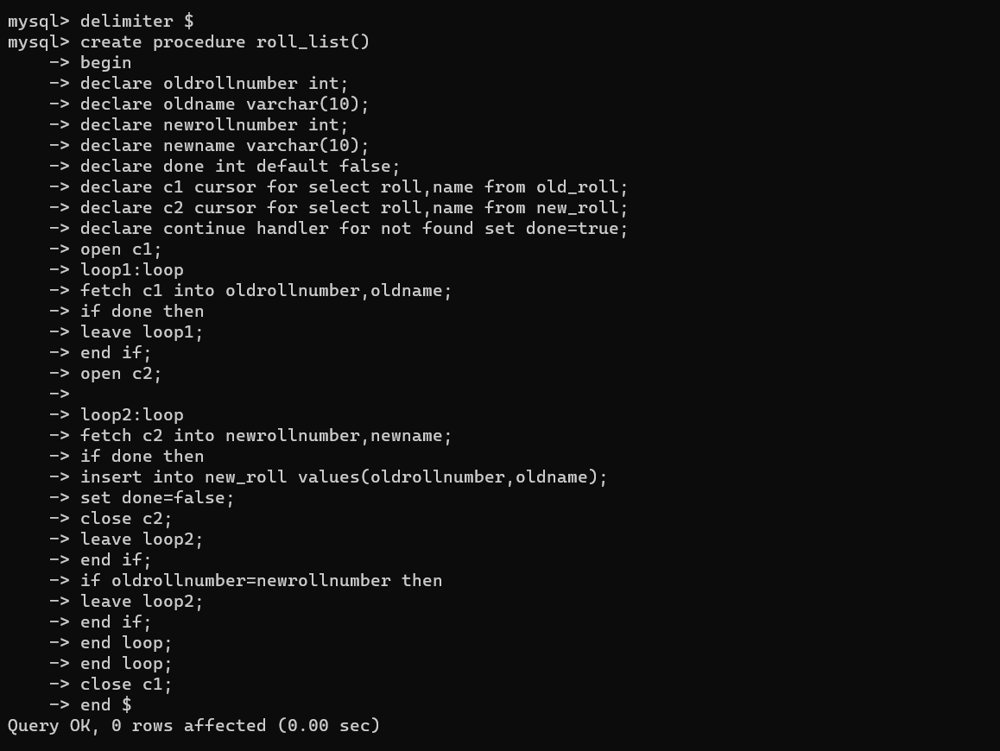 mysql> delimiter $
mysql> create procedure roll_list()
    -> begin
    -> declare oldrollnumber int;
    -> declare oldname varchar(10);
    -> declare newrollnumber int;
    -> declare newname varchar(10);
    -> declare done int default false;
    -> declare c1 cursor for select roll,name from old_roll;
    -> declare c2 cursor for select roll,name from new_roll;
    -> declare continue handler for not found set done=true;
    -> open c1;
    -> loop1:loop
    -> fetch c1 into oldrollnumber,oldname;
    -> if done then
    -> leave loop1;
    -> end if;
    -> open c2;
    ->
    -> loop2:loop
    -> fetch c2 into newrollnumber,newname;
    -> if done then
    -> insert into new_roll values(oldrollnumber,oldname);
    -> set done=false;
    -> close c2;
    -> leave loop2;
    -> end if;
    -> if oldrollnumber=newrollnumber then
    -> leave loop2;
    -> end if;
    -> end loop;
    -> end loop;
    -> close c1;
    -> end $
Query OK, 0 rows affected (0.00 sec)